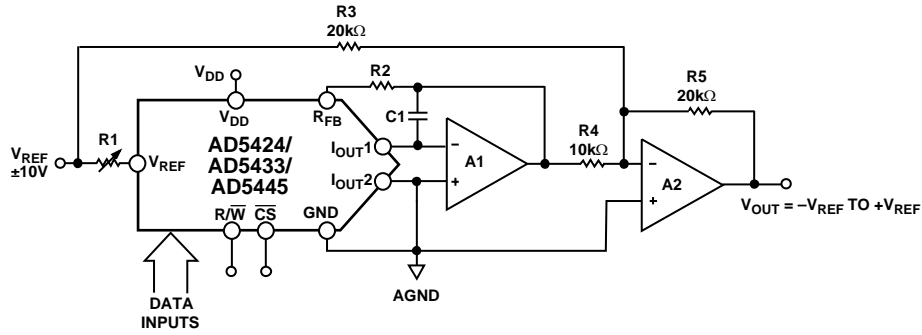 R3
20kΩ
R2
R5
20kΩ
VDD
VDD
RFB
C1
R1
AD5424/
AD5433/
AD5445
IOUT1
A1
R4
10kΩ
VREF
±10V
VREF
IOUT2
A2
R/W̅ C̅S̅ GND
VOUT = –VREF TO +VREF
AGND
DATA
INPUTS